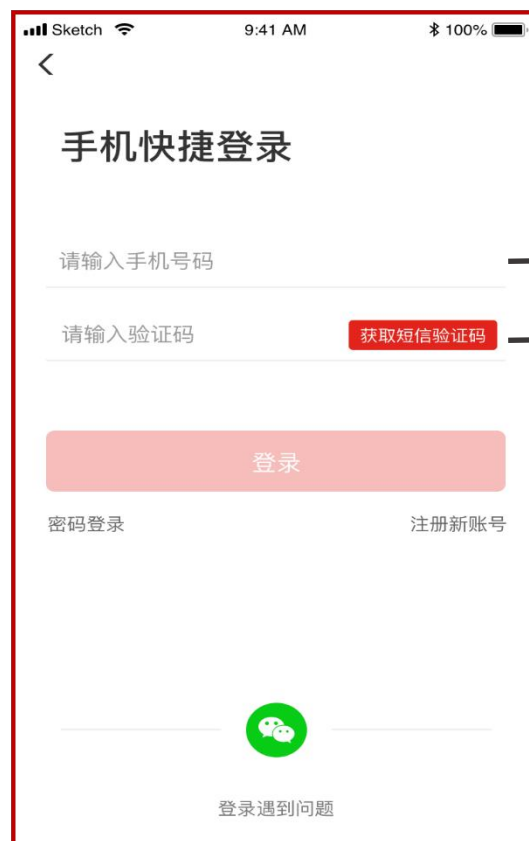 Sketch 9:41 AM 100%
手机快捷登录
请输入手机号码
请输入验证码 获取短信验证码
登录
密码登录 注册新账号
登录遇到问题